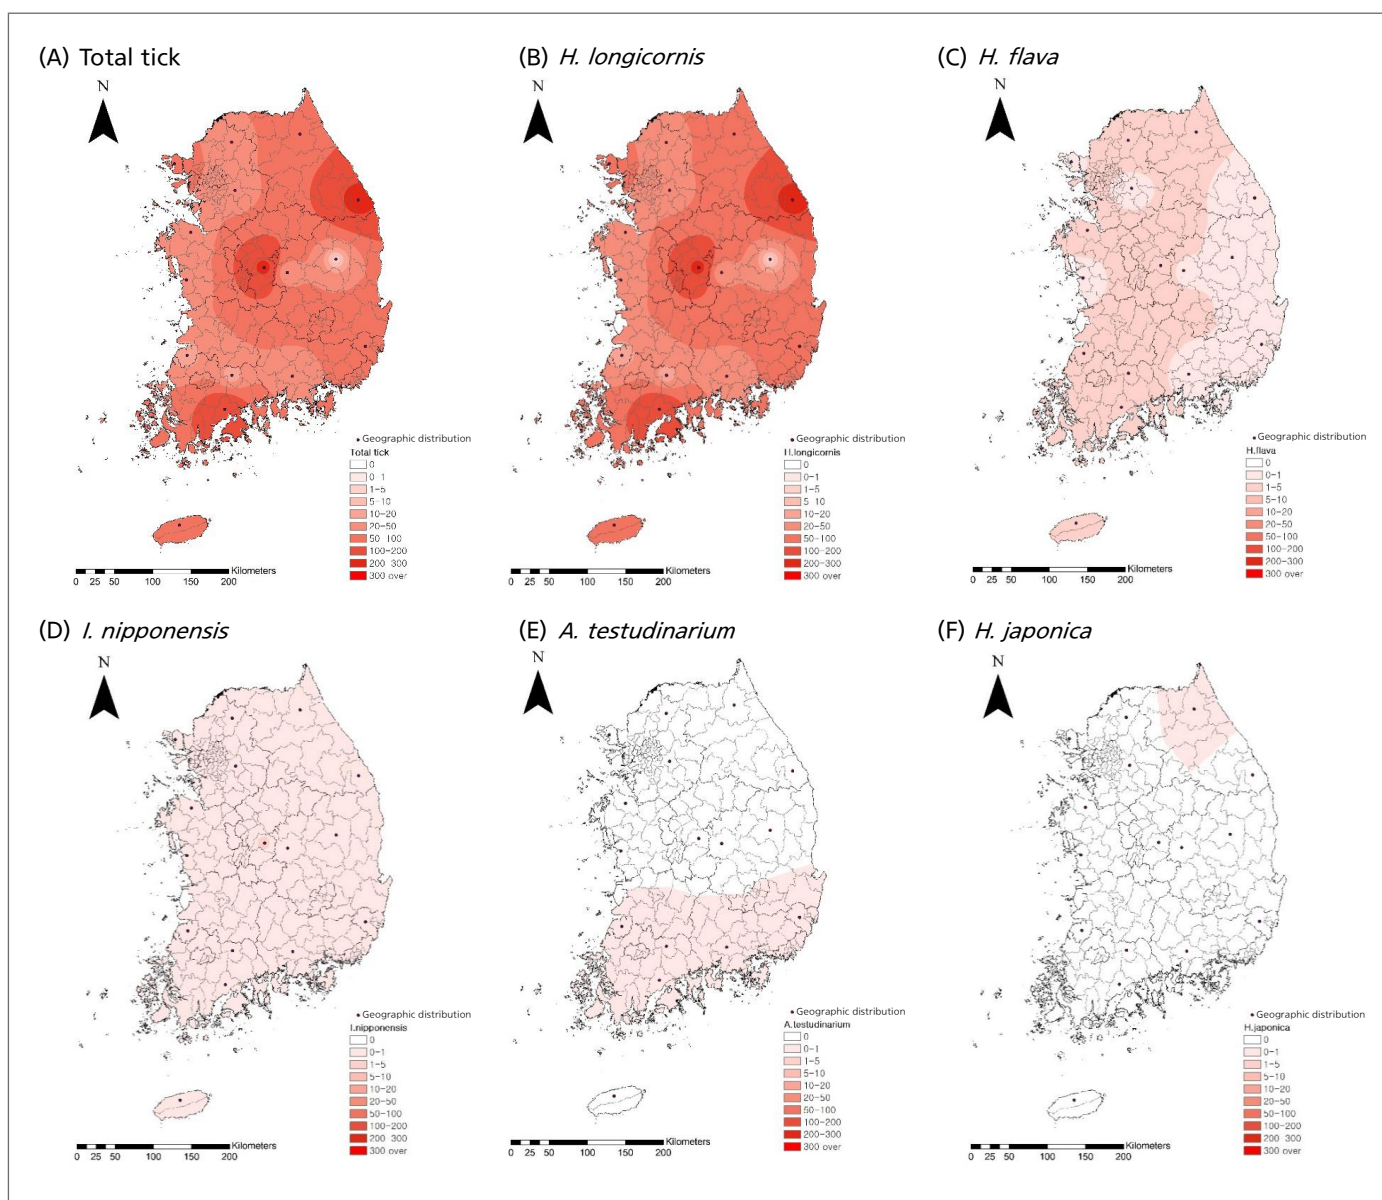 (A) Total tick
N
• Geographic distribution
Total tick
0
0-1
1-5
5-10
10-20
20-50
50-100
100-200
200-300
300 over
Kilometers
0 25 50 100 150 200
(B) H. longicornis
N
• Geographic distribution
H.longicornis
0
0-1
1-5
5-10
10-20
20-50
50-100
100-200
200-300
300 over
Kilometers
0 25 50 100 150 200
(C) H. flava
N
• Geographic distribution
H.flava
0
0-1
1-5
5-10
10-20
20-50
50-100
100-200
200-300
300 over
Kilometers
0 25 50 100 150 200
(D) I. nipponensis
N
• Geographic distribution
I.nipponensis
0
0-1
1-5
5-10
10-20
20-50
50-100
100-200
200 300
300 over
Kilometers
0 25 50 100 150 200
(E) A. testudinarium
N
• Geographic distribution
A.testudinarium
0
0-1
1-5
5-10
10-20
20-50
50-100
100-200
200-300
300 over
Kilometers
0 25 50 100 150 200
(F) H. japonica
N
• Geographic distribution
H.japonica
0
0-1
1-5
5-10
10-20
20-50
50-100
100-200
200-300
300 over
Kilometers
0 25 50 100 150 200